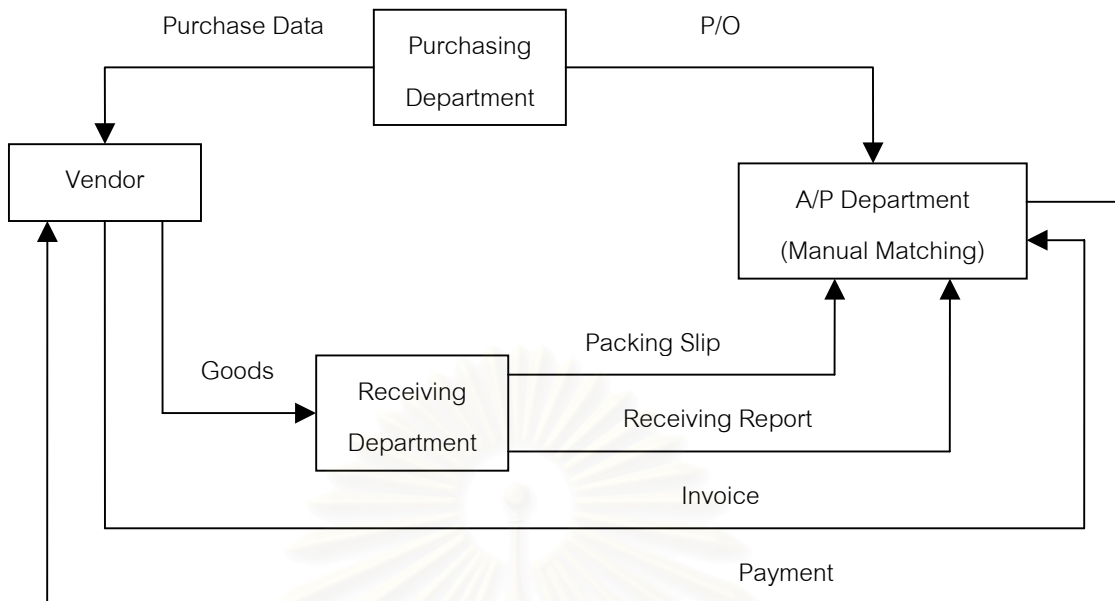 Purchase Data
P/O
Purchasing
Department
Vendor
A/P Department
(Manual Matching)
Packing Slip
Goods
Receiving
Department
Receiving Report
Invoice
Payment